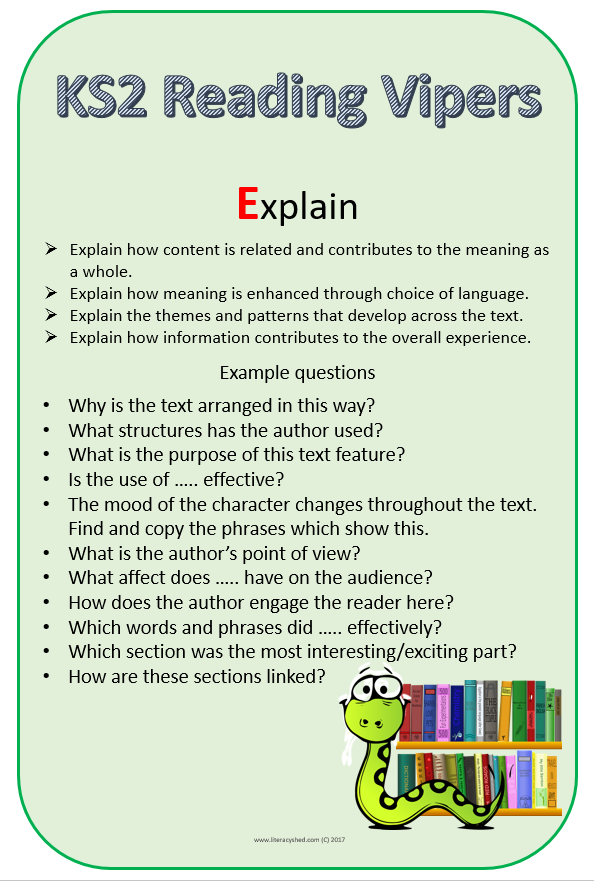 KS2 Reading Vipers
Explain
➢ Explain how content is related and contributes to the meaning as
a whole.
➢ Explain how meaning is enhanced through choice of language.
➢ Explain the themes and patterns that develop across the text.
➢ Explain how information contributes to the overall experience.
Example questions
• Why is the text arranged in this way?
• What structures has the author used?
• What is the purpose of this text feature?
• Is the use of ….. effective?
• The mood of the character changes throughout the text.
Find and copy the phrases which show this.
• What is the author’s point of view?
• What affect does ….. have on the audience?
• How does the author engage the reader here?
• Which words and phrases did ….. effectively?
• Which section was the most interesting/exciting part?
• How are these sections linked?
www.literacyshed.com (C) 2017